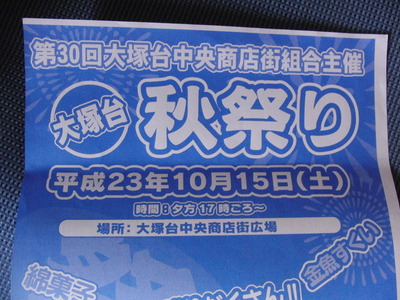 第30回大塚台中央商店街組合主催
大塚台
秋祭り
平成23年10月15日(土)
時間:夕方17時ごろ~
場所:大塚台中央商店街広場
綿菓子
金魚すくい
さん!!